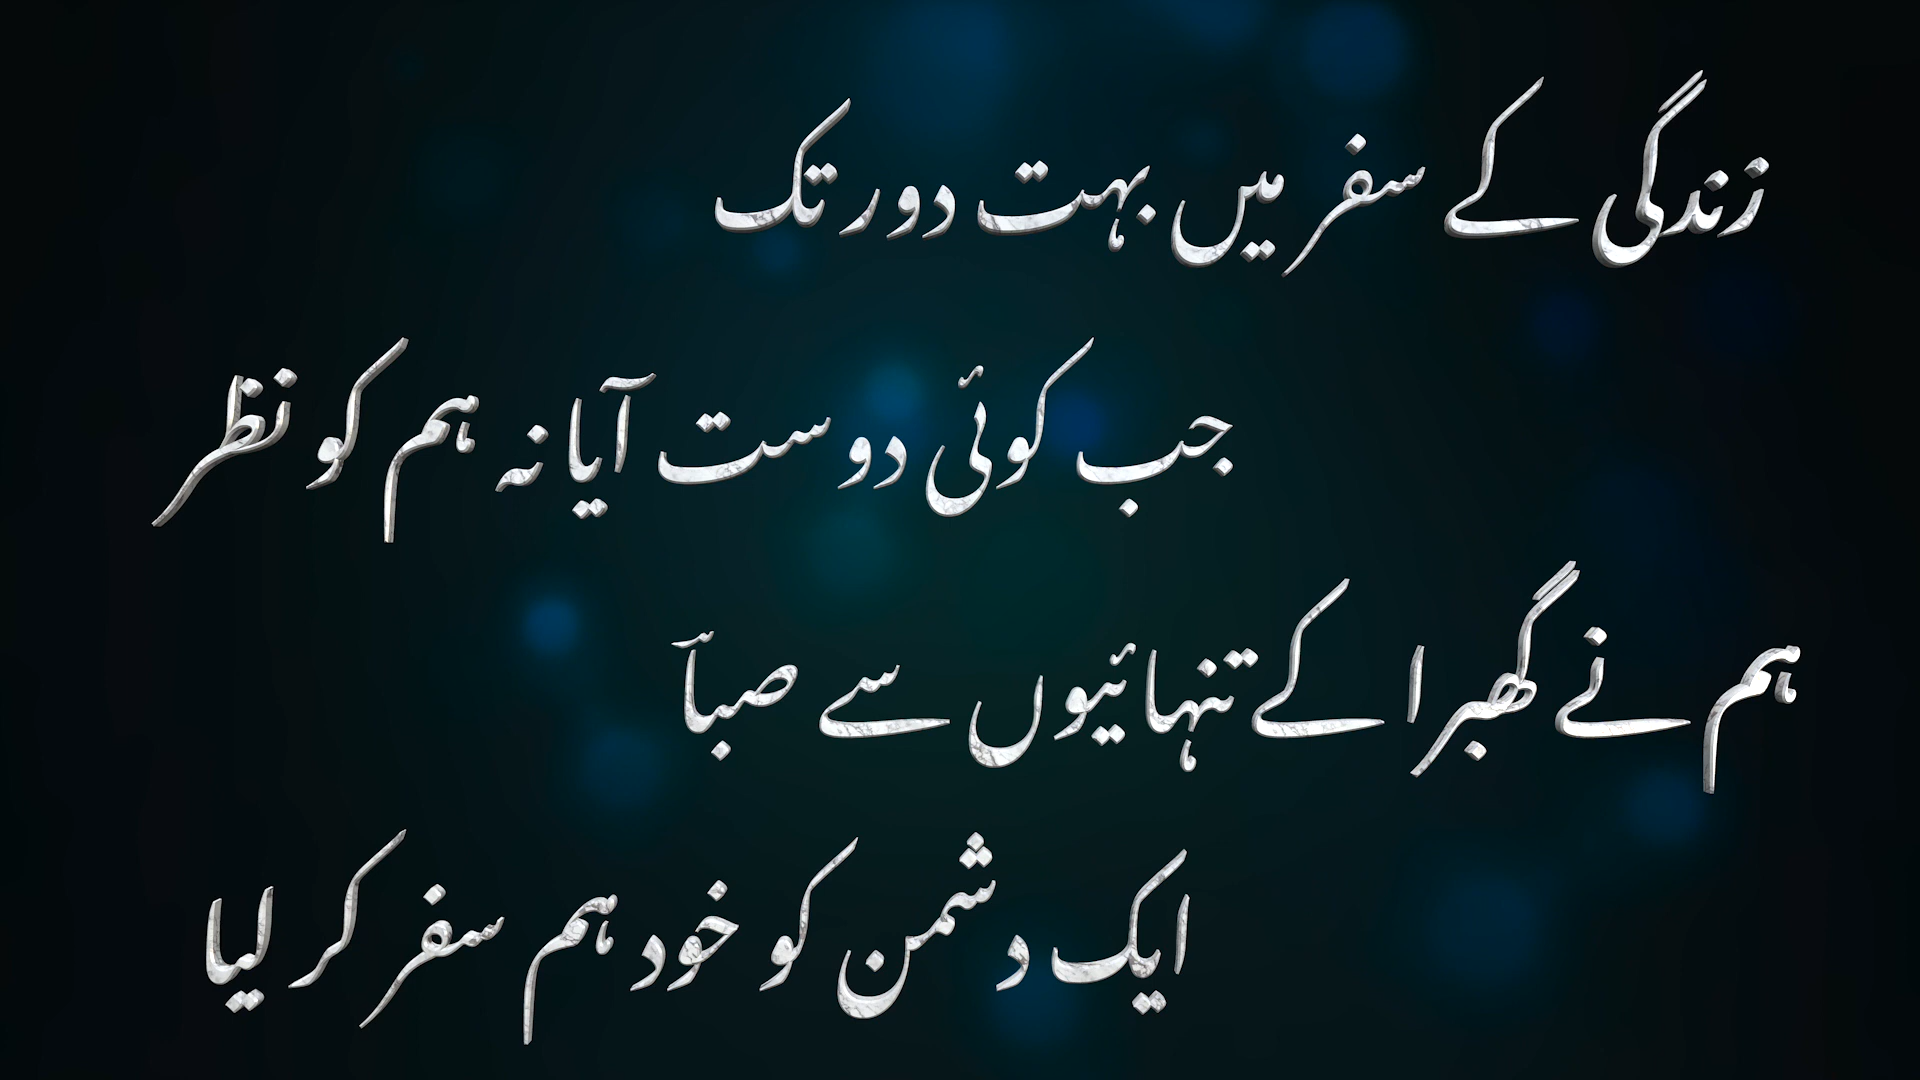 زندگی کے سفر میں بہت دور تک
جب کوئی دوست آیا نہ ہم کو نظر
ہم نے گھبرا کے تنہائیوں سے صباؔ
ایک دشمن کو خود ہم سفر کر لیا